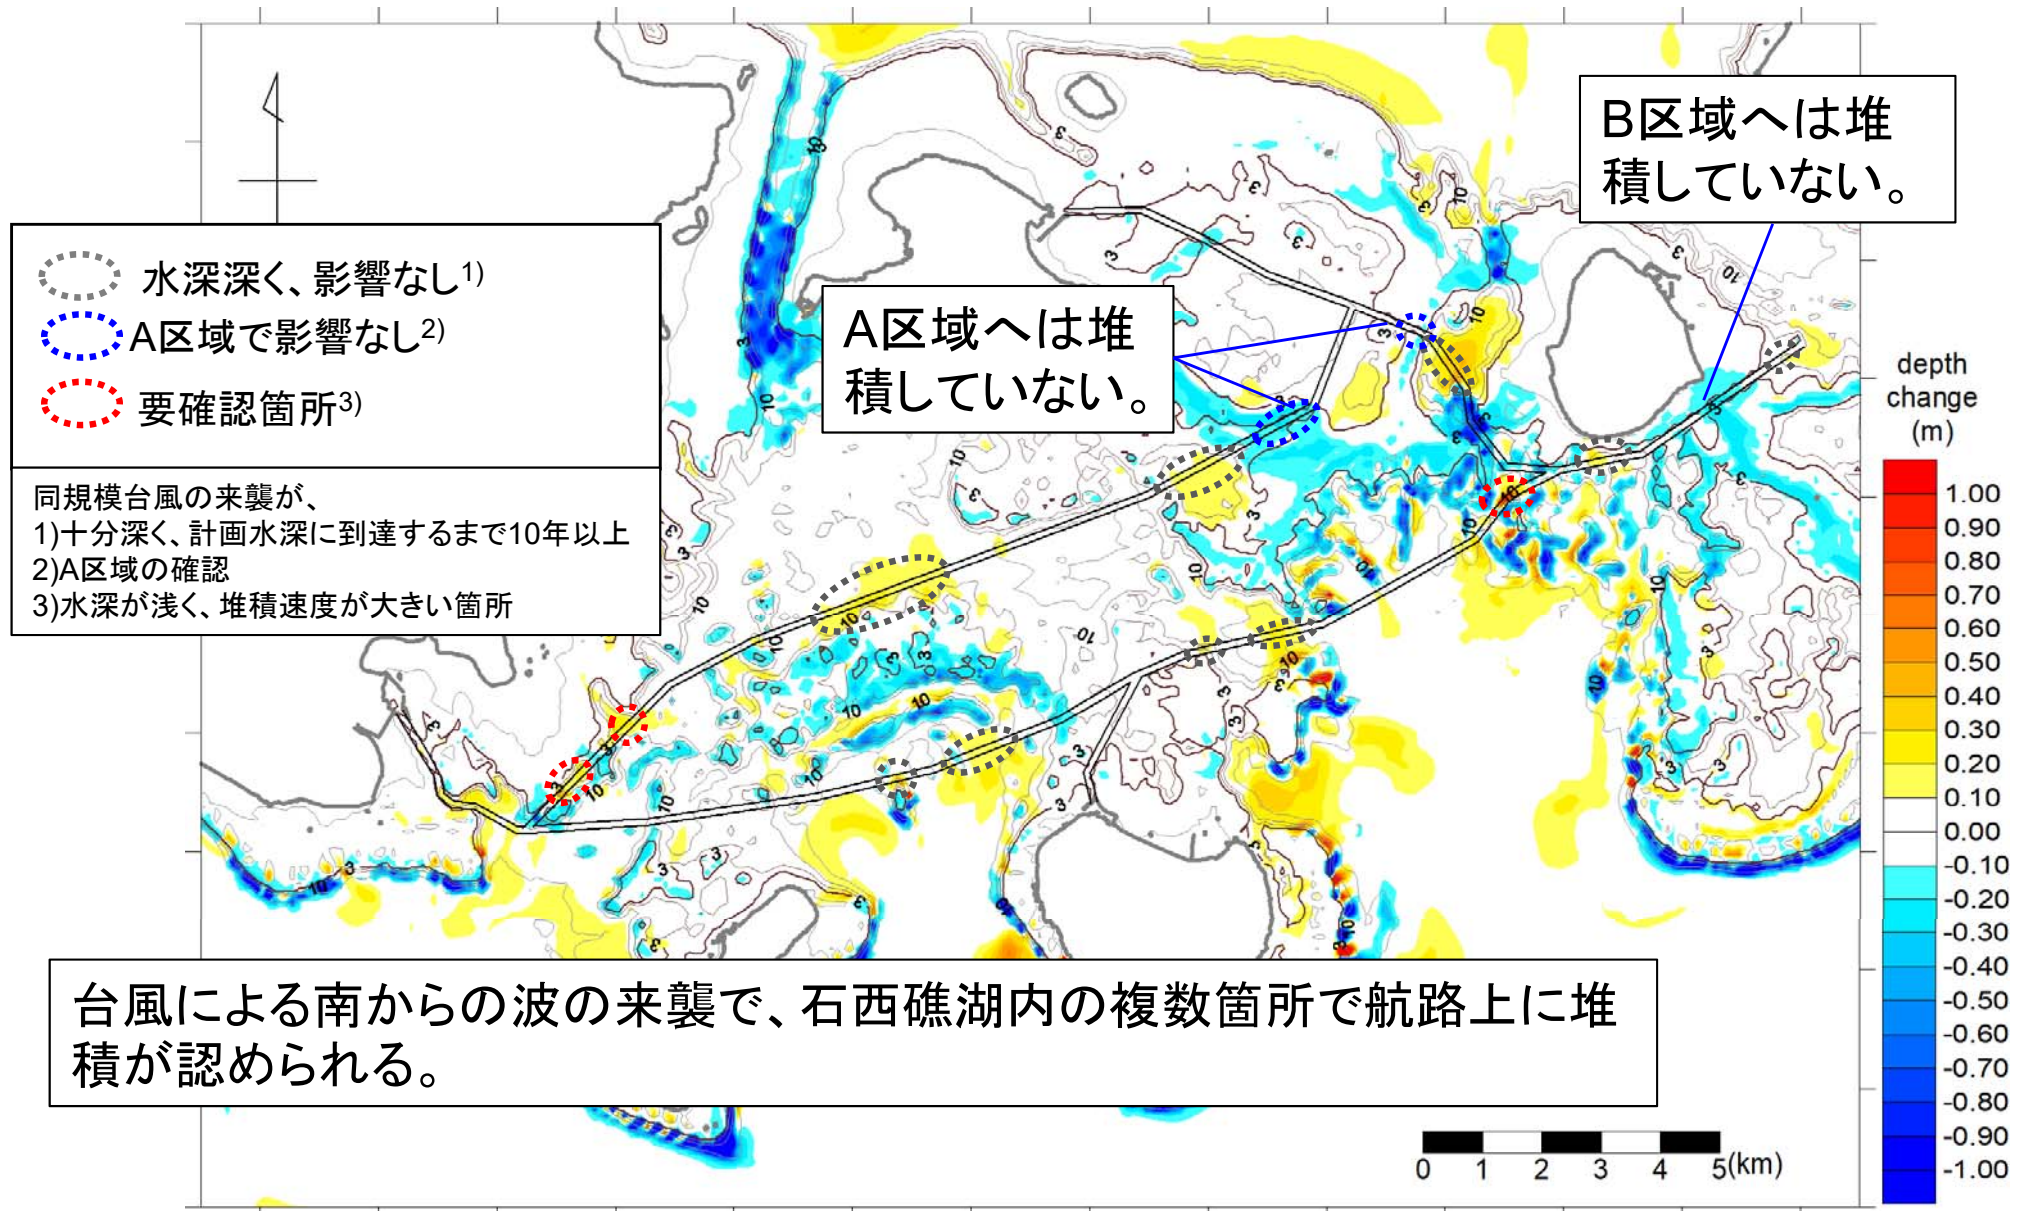 B区域へは堆
積していない。
水深深く、影響なし1)
A区域で影響なし2)
要確認箇所3)
A区域へは堆
積していない。
同規模台風の来襲が、
1)十分深く、計画水深に到達するまで10年以上
2)A区域の確認
3)水深が浅く、堆積速度が大きい箇所
depth
change
(m)
1.00
0.90
0.80
0.70
0.60
0.50
0.40
0.30
0.20
0.10
0.00
-0.10
-0.20
-0.30
-0.40
-0.50
-0.60
-0.70
-0.80
-0.90
-1.00
台風による南からの波の来襲で、石西礁湖内の複数箇所で航路上に堆
積が認められる。
0 1 2 3 4 5(km)